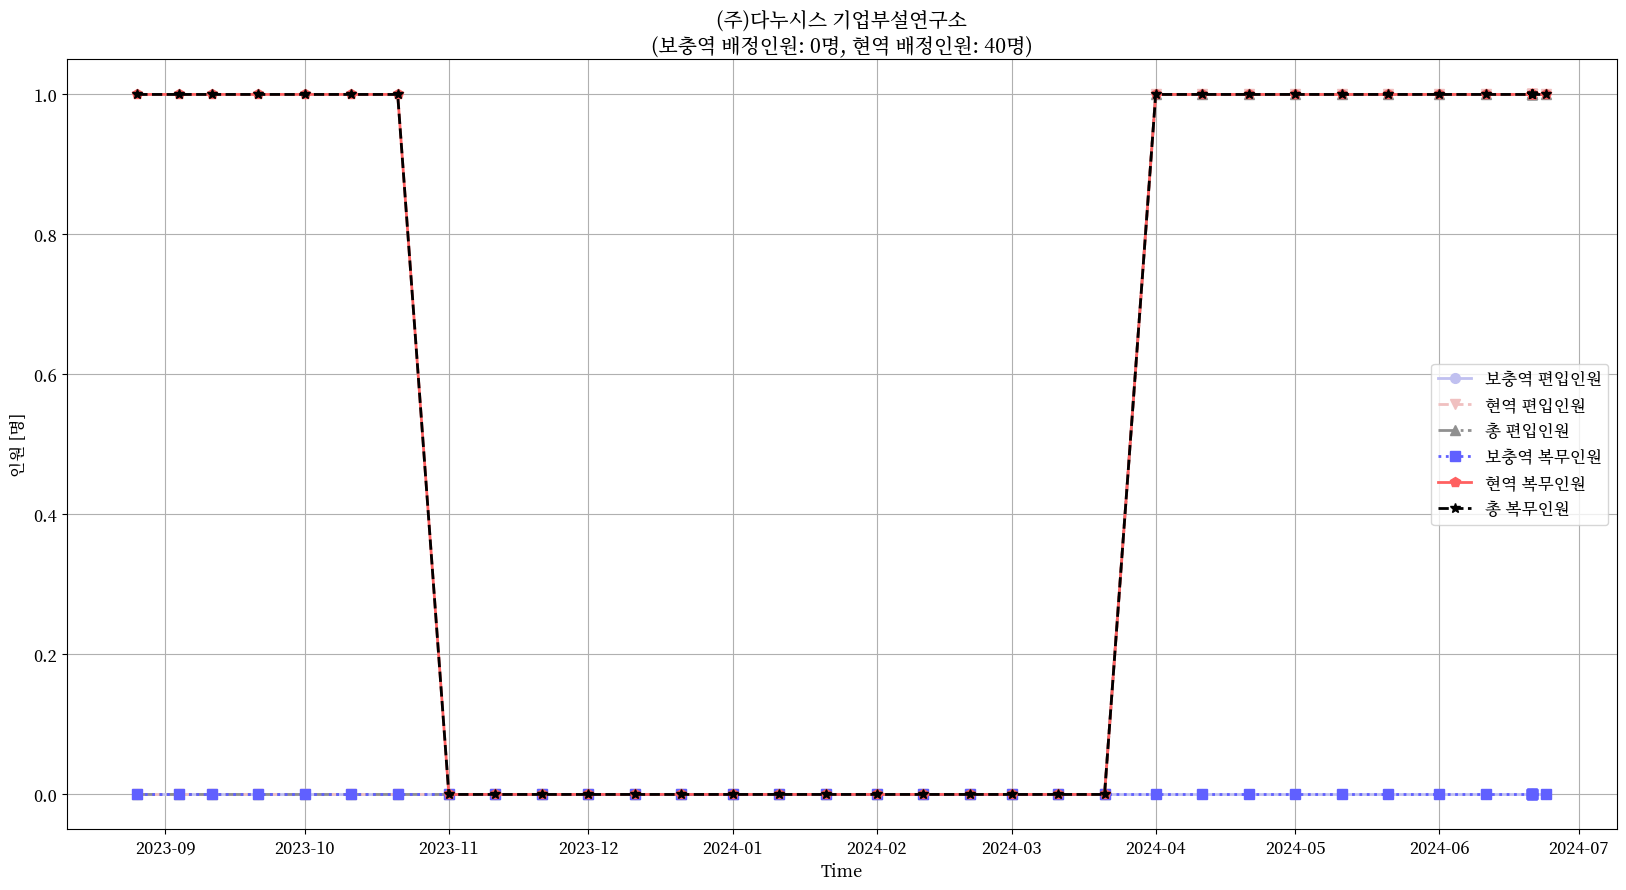 (주)다누시스 기업부설연구소
(보충역 배정인원: 0명, 현역 배정인원: 40명)
1.0
0.8
0.6
0.4
0.2
0.0
인원 [명]
보충역 편입인원
현역 편입인원
총 편입인원
보충역 복무인원
현역 복무인원
총 복무인원
2023-09 2023-10 2023-11 2023-12 2024-01 2024-02 2024-03 2024-04 2024-05 2024-06 2024-07
Time